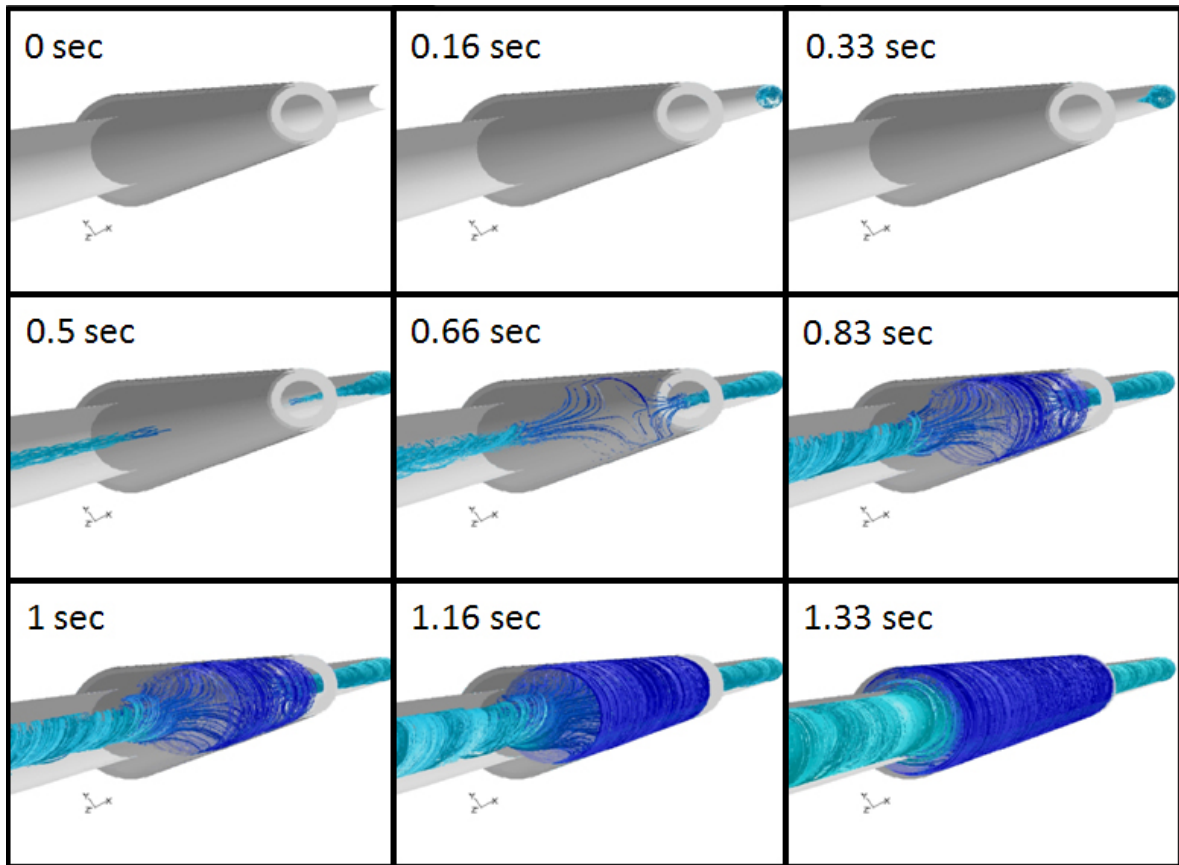 0 sec
0.16 sec
0.33 sec
Y
Z X
Y
Z X
Y
Z X
0.5 sec
0.66 sec
0.83 sec
Y
Z X
Y
Z X
Y
Z X
1 sec
1.16 sec
1.33 sec
Y
Z X
Y
Z X
Y
Z X